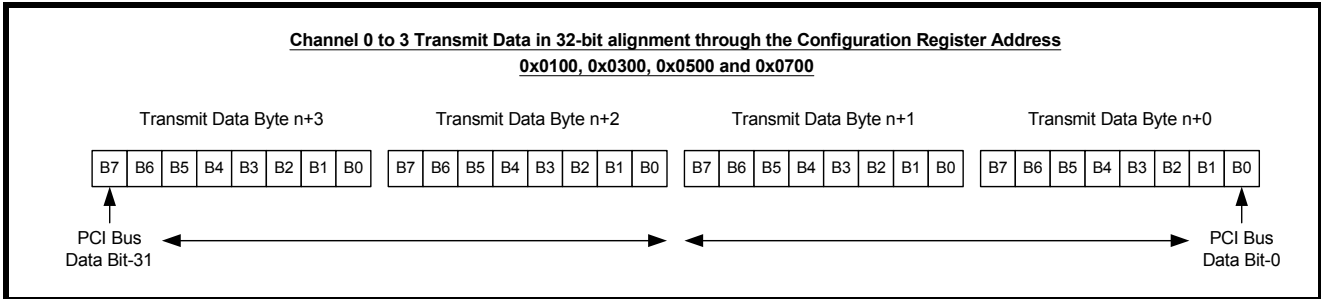 Channel 0 to 3 Transmit Data in 32-bit alignment through the Configuration Register Address
0x0100, 0x0300, 0x0500 and 0x0700
Transmit Data Byte n+3 Transmit Data Byte n+2 Transmit Data Byte n+1 Transmit Data Byte n+0
B7 B6 B5 B4 B3 B2 B1 B0 B7 B6 B5 B4 B3 B2 B1 B0 B7 B6 B5 B4 B3 B2 B1 B0 B7 B6 B5 B4 B3 B2 B1 B0
PCI Bus PCI Bus
Data Bit-31 Data Bit-0